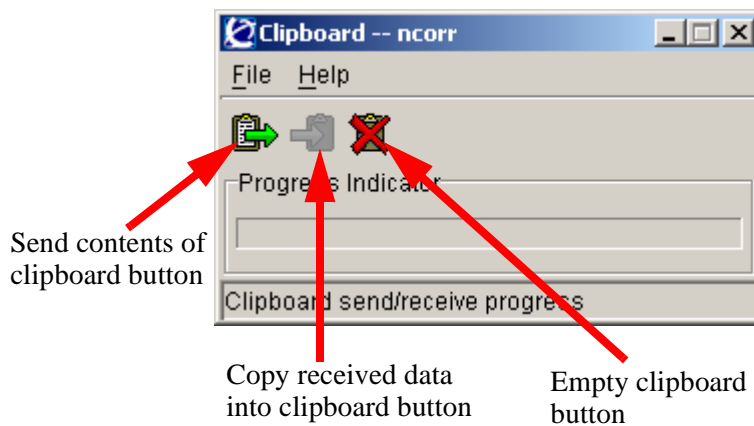 Clipboard -- ncorr
File Help
Progress Indicator
Clipboard send/receive progress
Send contents of
clipboard button
Copy received data
into clipboard button
Empty clipboard
button